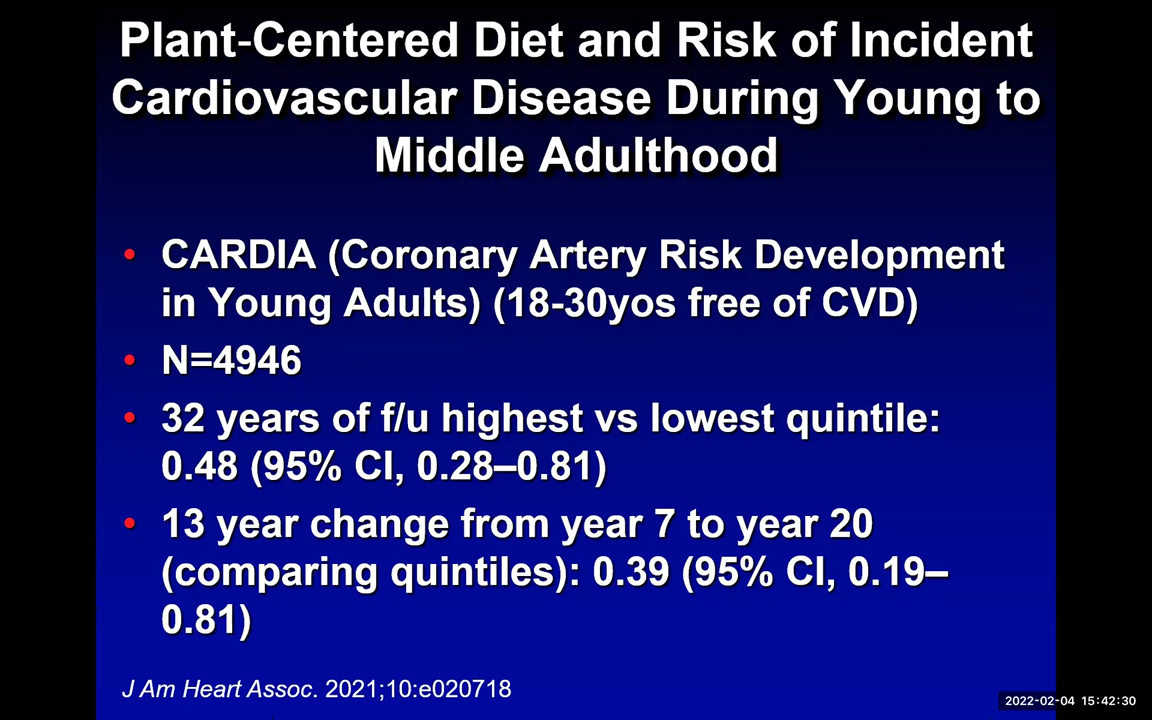 Plant-Centered Diet and Risk of Incident
Cardiovascular Disease During Young to
Middle Adulthood
• CARDIA (Coronary Artery Risk Development
in Young Adults) (18-30yos free of CVD)
• N=4946
• 32 years of f/u highest vs lowest quintile:
0.48 (95% CI, 0.28–0.81)
• 13 year change from year 7 to year 20
(comparing quintiles): 0.39 (95% CI, 0.19–
0.81)
J Am Heart Assoc. 2021;10:e020718
2022-02-04 15:42:30